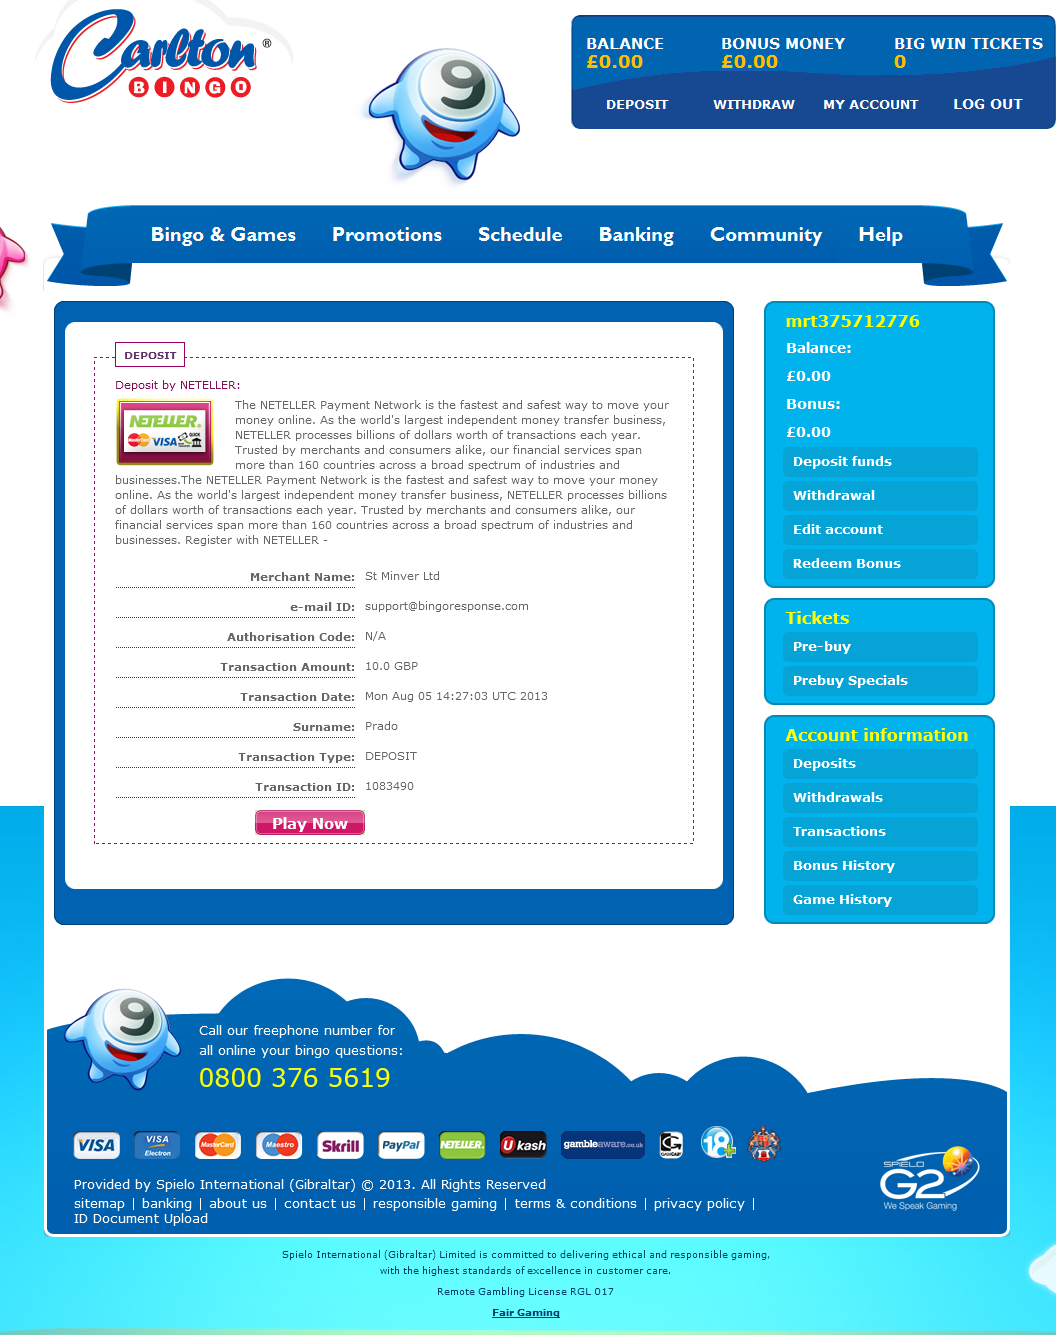 Carlton®
BINGO
9
BALANCE BONUS MONEY BIG WIN TICKETS
£0.00 £0.00 0
DEPOSIT WITHDRAW MY ACCOUNT LOG OUT
Bingo & Games Promotions Schedule Banking Community Help
DEPOSIT
Deposit by NETELLER:
NETELLER.
MasterCard VISA QUICK
The NETELLER Payment Network is the fastest and safest way to move your
money online. As the world's largest independent money transfer business,
NETELLER processes billions of dollars worth of transactions each year.
Trusted by merchants and consumers alike, our financial services span
more than 160 countries across a broad spectrum of industries and
businesses.The NETELLER Payment Network is the fastest and safest way to move your money
online. As the world's largest independent money transfer business, NETELLER processes billions
of dollars worth of transactions each year. Trusted by merchants and consumers alike, our
financial services span more than 160 countries across a broad spectrum of industries and
businesses. Register with NETELLER -
Merchant Name: St Minver Ltd
e-mail ID: support@bingoresponse.com
Authorisation Code: N/A
Transaction Amount: 10.0 GBP
Transaction Date: Mon Aug 05 14:27:03 UTC 2013
Surname: Prado
Transaction Type: DEPOSIT
Transaction ID: 1083490
Play Now
mrt375712776
Balance:
£0.00
Bonus:
£0.00
Deposit funds
Withdrawal
Edit account
Redeem Bonus
Tickets
Pre-buy
Prebuy Specials
Account information
Deposits
Withdrawals
Transactions
Bonus History
Game History
9
Call our freephone number for
all online your bingo questions:
0800 376 5619
VISA VISA Electron MasterCard Maestro Skrill PayPal NETELLER. Ukash gambleaware.co.uk GamCare 18+
Provided by Spielo International (Gibraltar) © 2013. All Rights Reserved
sitemap | banking | about us | contact us | responsible gaming | terms & conditions | privacy policy |
ID Document Upload
SPIELO
G2
We Speak Gaming
Spielo International (Gibraltar) Limited is committed to delivering ethical and responsible gaming,
with the highest standards of excellence in customer care.
Remote Gambling License RGL 017
Fair Gaming